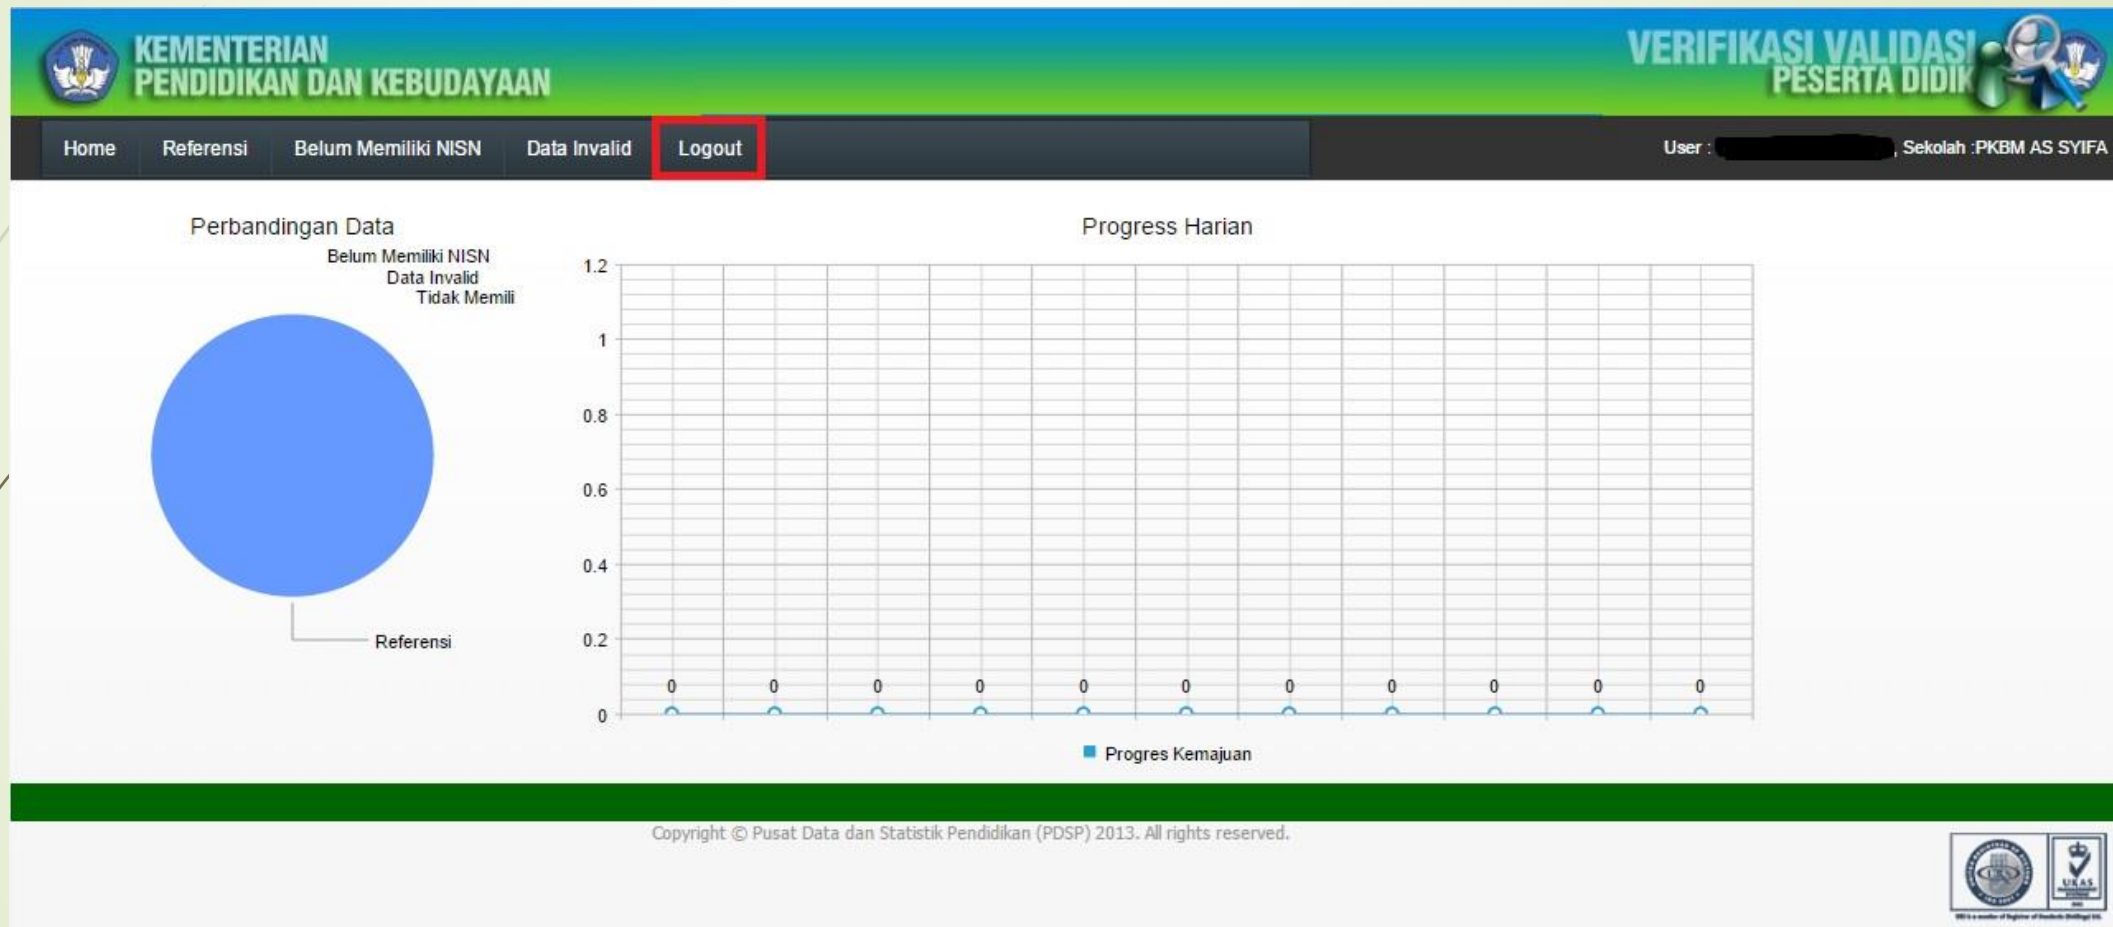 KEMENTERIAN
PENDIDIKAN DAN KEBUDAYAAN
VERIFIKASI VALIDASI
PESERTA DIDIK
Home Referensi Belum Memiliki NISN Data Invalid Logout
User : , Sekolah :PKBM AS SYIFA
Perbandingan Data
Belum Memiliki NISN
Data Invalid
Tidak Memili
Referensi
Progress Harian
1.2
1
0.8
0.6
0.4
0.2
0 0 0 0 0 0 0 0 0 0 0
0
Progres Kemajuan
Copyright © Pusat Data dan Statistik Pendidikan (PDSP) 2013. All rights reserved.
UKAS